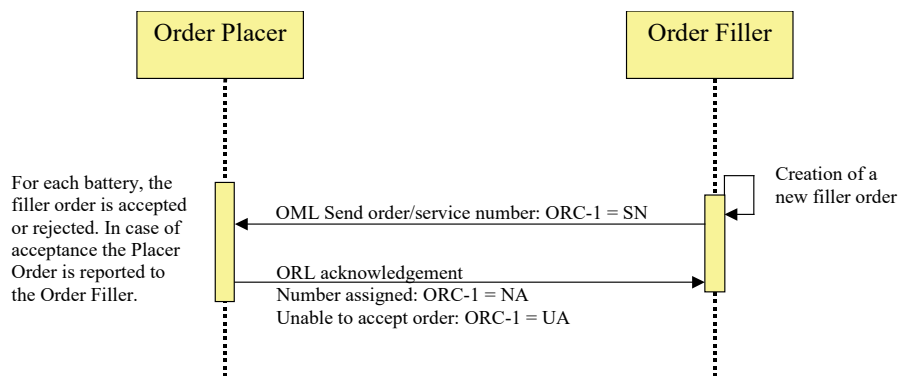 Order Placer
Order Filler
For each battery, the
filler order is accepted
or rejected. In case of
acceptance the Placer
Order is reported to
the Order Filler.
Creation of a
new filler order
OML Send order/service number: ORC-1 = SN
ORL acknowledgement
Number assigned: ORC-1 = NA
Unable to accept order: ORC-1 = UA